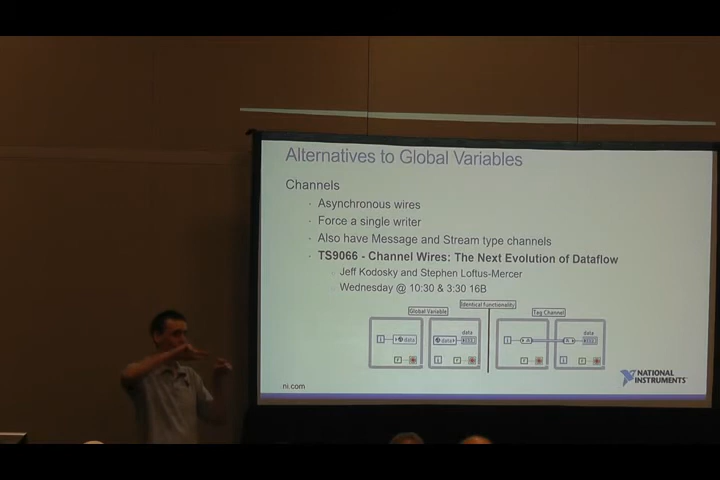 Alternatives to Global Variables
Channels
· Asynchronous wires
· Force a single writer
· Also have Message and Stream type channels
· TS9066 - Channel Wires: The Next Evolution of Dataflow
Jeff Kodosky and Stephen Loftus-Mercer
Wednesday @ 10:30 & 3:30 16B
Identical functionality
Global Variable
Tag Channel
data
data
data
data
ni.com
NATIONAL
INSTRUMENTS